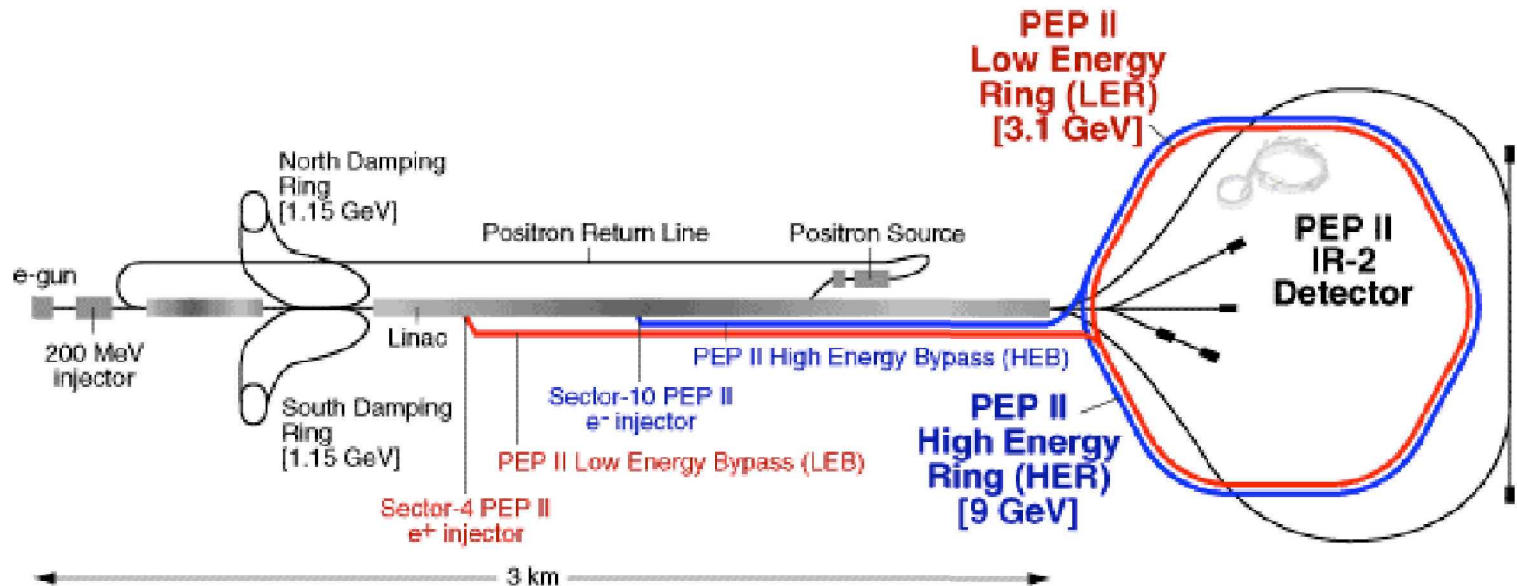 PEP II
Low Energy
Ring (LER)
[3.1 GeV]
North Damping
Ring
[1.15 GeV]
Positron Return Line
Positron Source
e-gun
PEP II
IR-2
Detector
Linac
200 MeV
injector
PEP II High Energy Bypass (HEB)
Sector-10 PEP II
e⁻ injector
South Damping
Ring
[1.15 GeV]
PEP II Low Energy Bypass (LEB)
PEP II
High Energy
Ring (HER)
[9 GeV]
Sector-4 PEP II
e⁺ injector
3 km